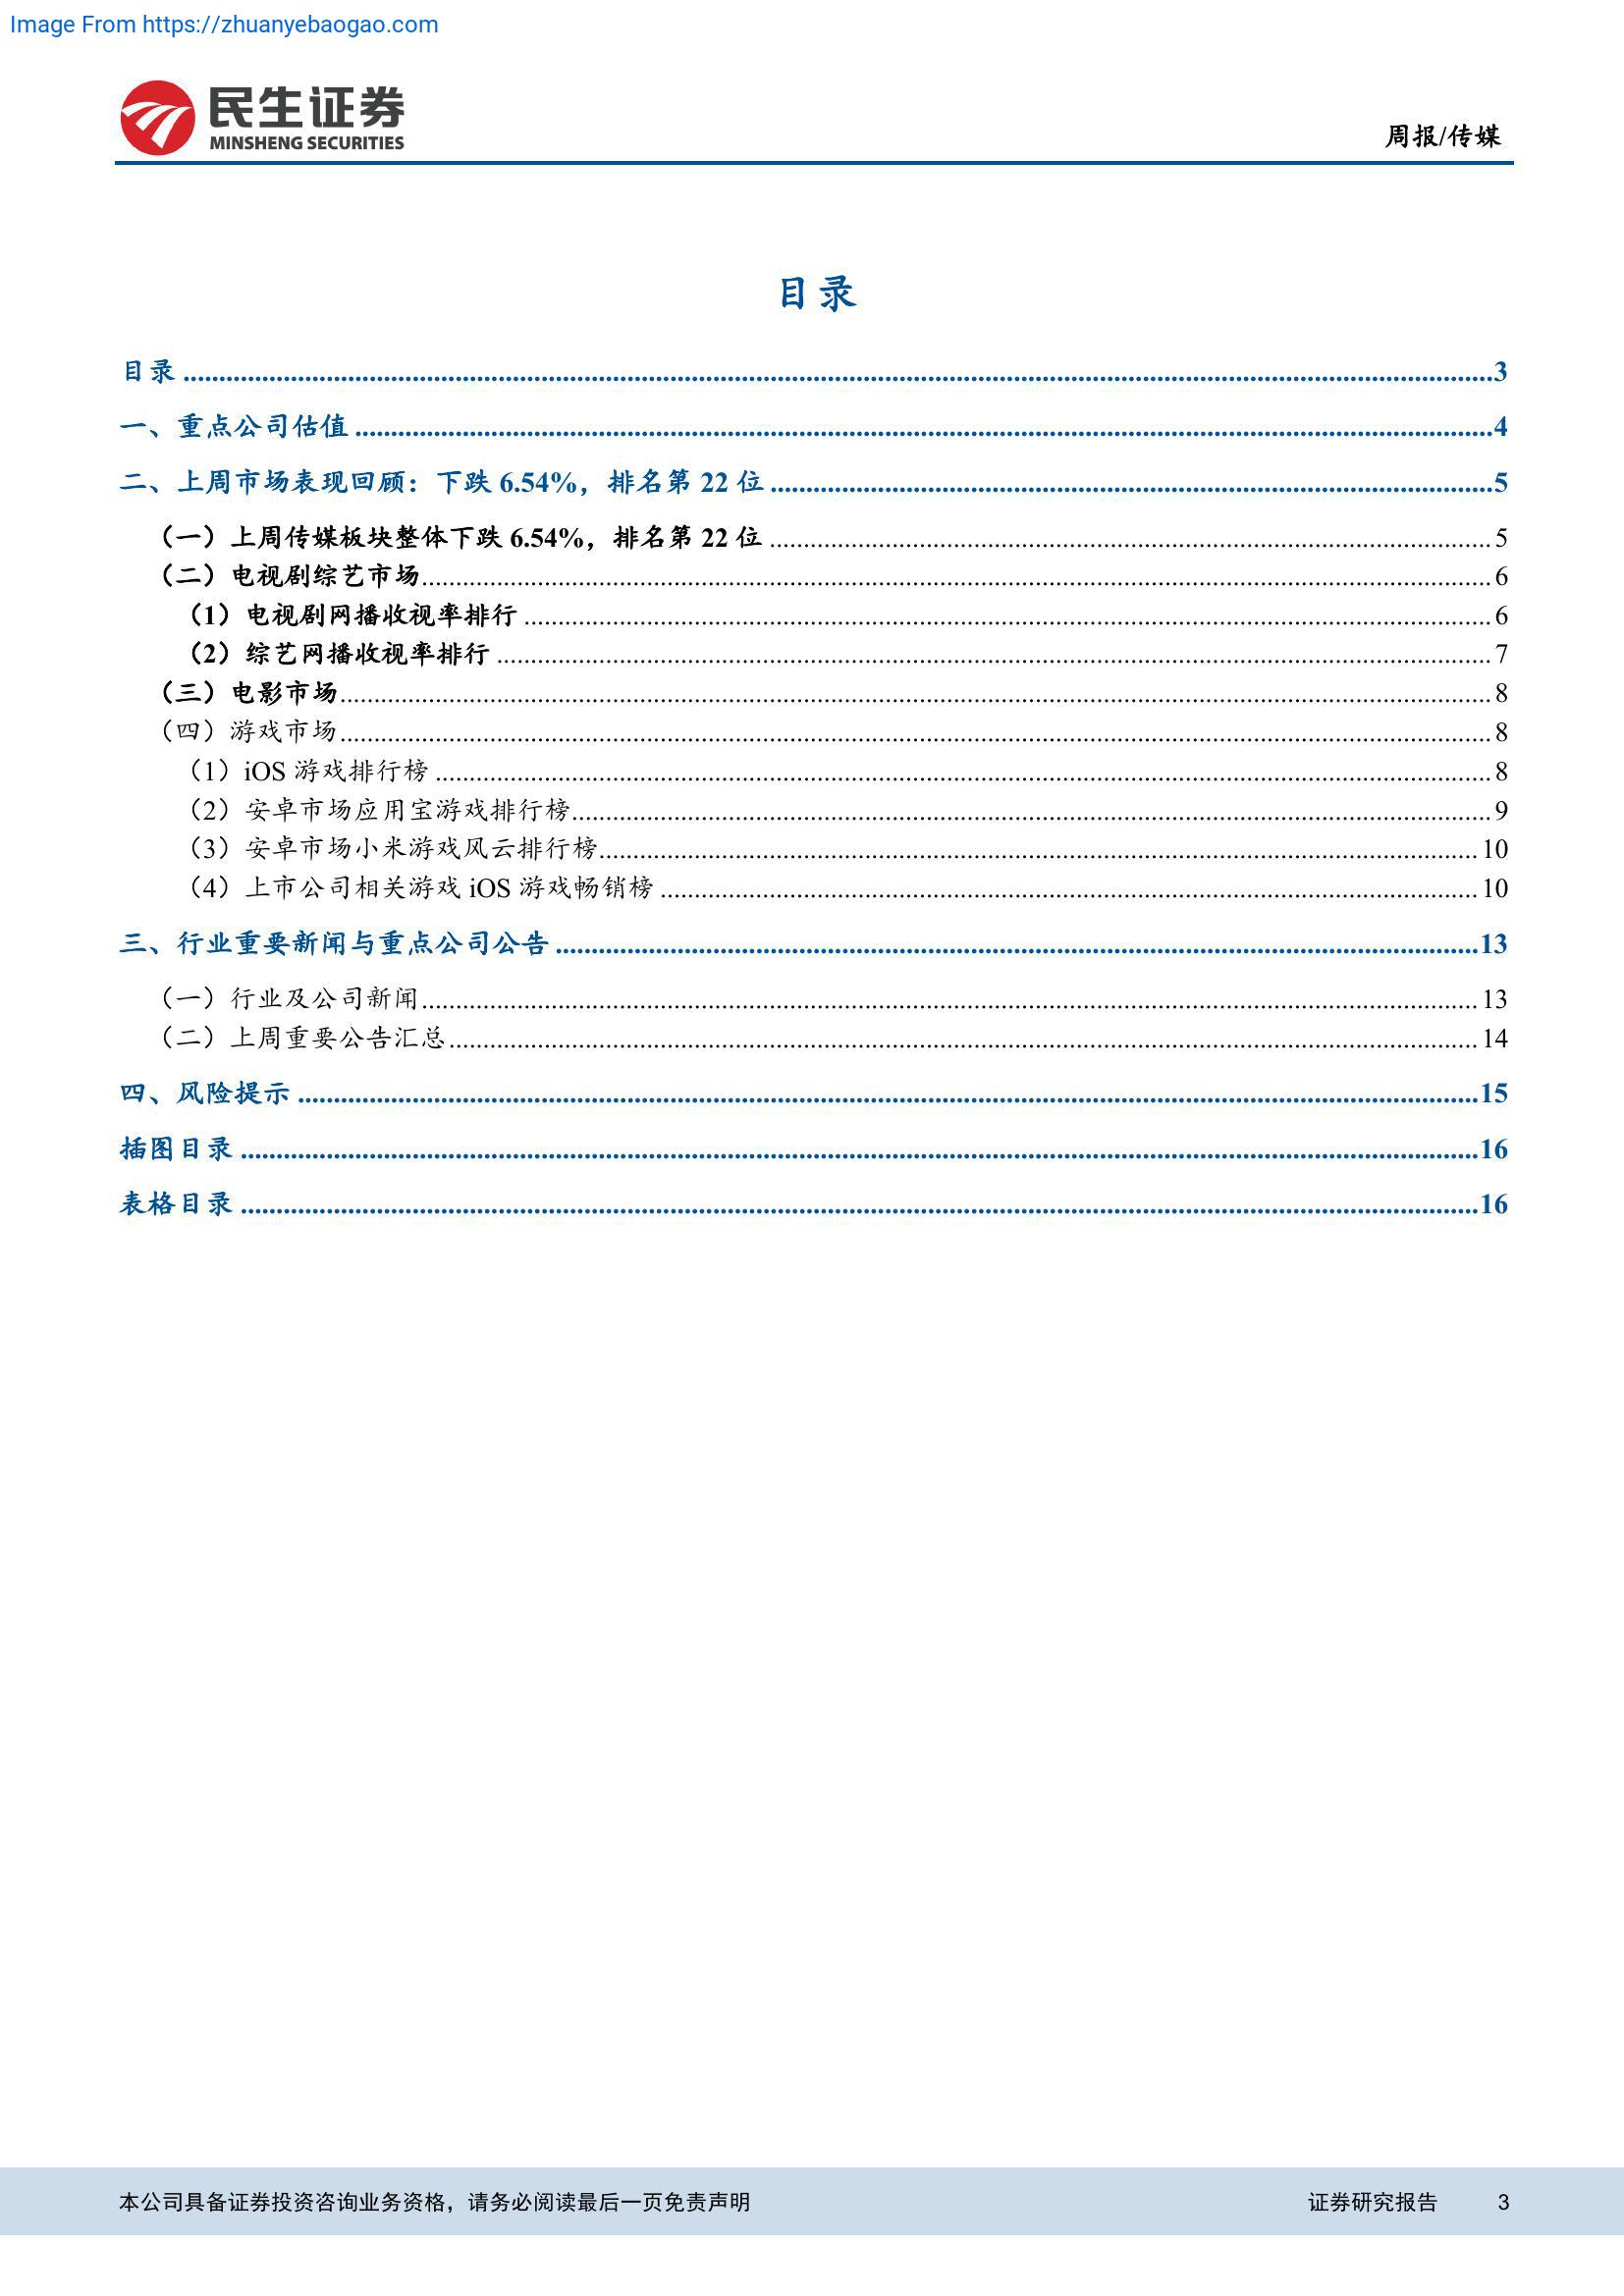 Image From https://zhuanyebaogao.com
民生证券
MINSHENG SECURITIES
周报/传媒
目录
目录 3
一、重点公司估值 4
二、上周市场表现回顾：下跌 6.54%，排名第 22 位 5
（一）上周传媒板块整体下跌 6.54%，排名第 22 位 5
（二）电视剧综艺市场 6
（1）电视剧网播收视率排行 6
（2）综艺网播收视率排行 7
（三）电影市场 8
（四）游戏市场 8
（1）iOS 游戏排行榜 8
（2）安卓市场应用宝游戏排行榜 9
（3）安卓市场小米游戏风云排行榜 10
（4）上市公司相关游戏 iOS 游戏畅销榜 10
三、行业重要新闻与重点公司公告 13
（一）行业及公司新闻 13
（二）上周重要公告汇总 14
四、风险提示 15
插图目录 16
表格目录 16
本公司具备证券投资咨询业务资格，请务必阅读最后一页免责声明 证券研究报告 3